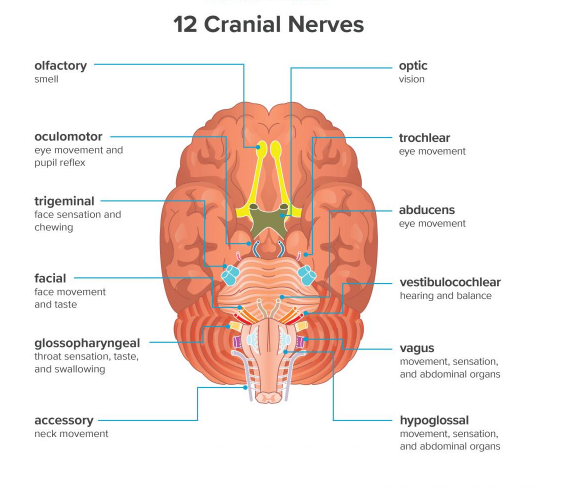 12 Cranial Nerves
olfactory
smell
optic
vision
oculomotor
eye movement and
pupil reflex
trochlear
eye movement
trigeminal
face sensation and
chewing
abducens
eye movement
facial
face movement
and taste
vestibulocochlear
hearing and balance
glossopharyngeal
throat sensation, taste,
and swallowing
vagus
movement, sensation,
and abdominal organs
accessory
neck movement
hypoglossal
movement, sensation,
and abdominal organs